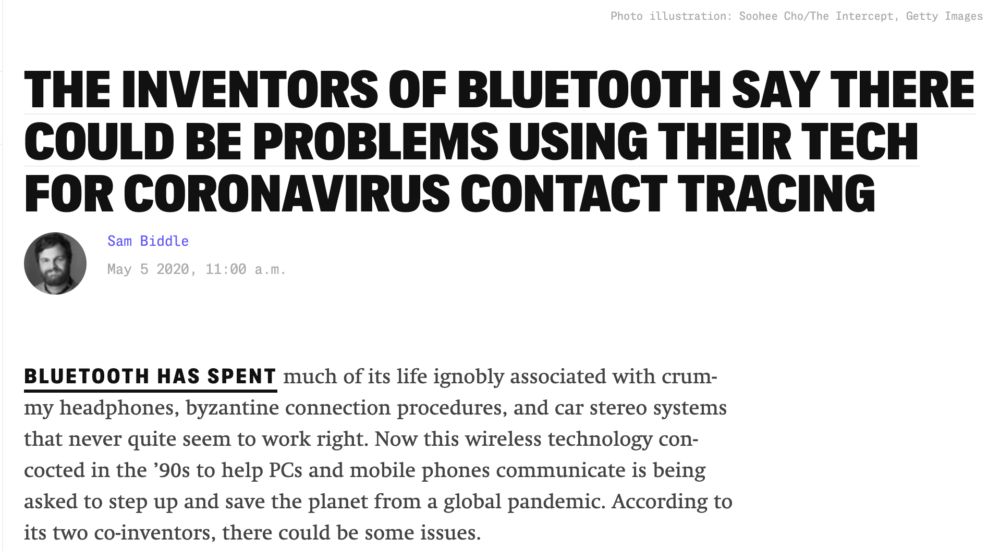 Photo illustration: Soohee Cho/The Intercept, Getty Images
THE INVENTORS OF BLUETOOTH SAY THERE
COULD BE PROBLEMS USING THEIR TECH
FOR CORONAVIRUS CONTACT TRACING
Sam Biddle
May 5 2020, 11:00 a.m.
BLUETOOTH HAS SPENT much of its life ignobly associated with crum-
my headphones, byzantine connection procedures, and car stereo systems
that never quite seem to work right. Now this wireless technology con-
cocted in the ’90s to help PCs and mobile phones communicate is being
asked to step up and save the planet from a global pandemic. According to
its two co-inventors, there could be some issues.